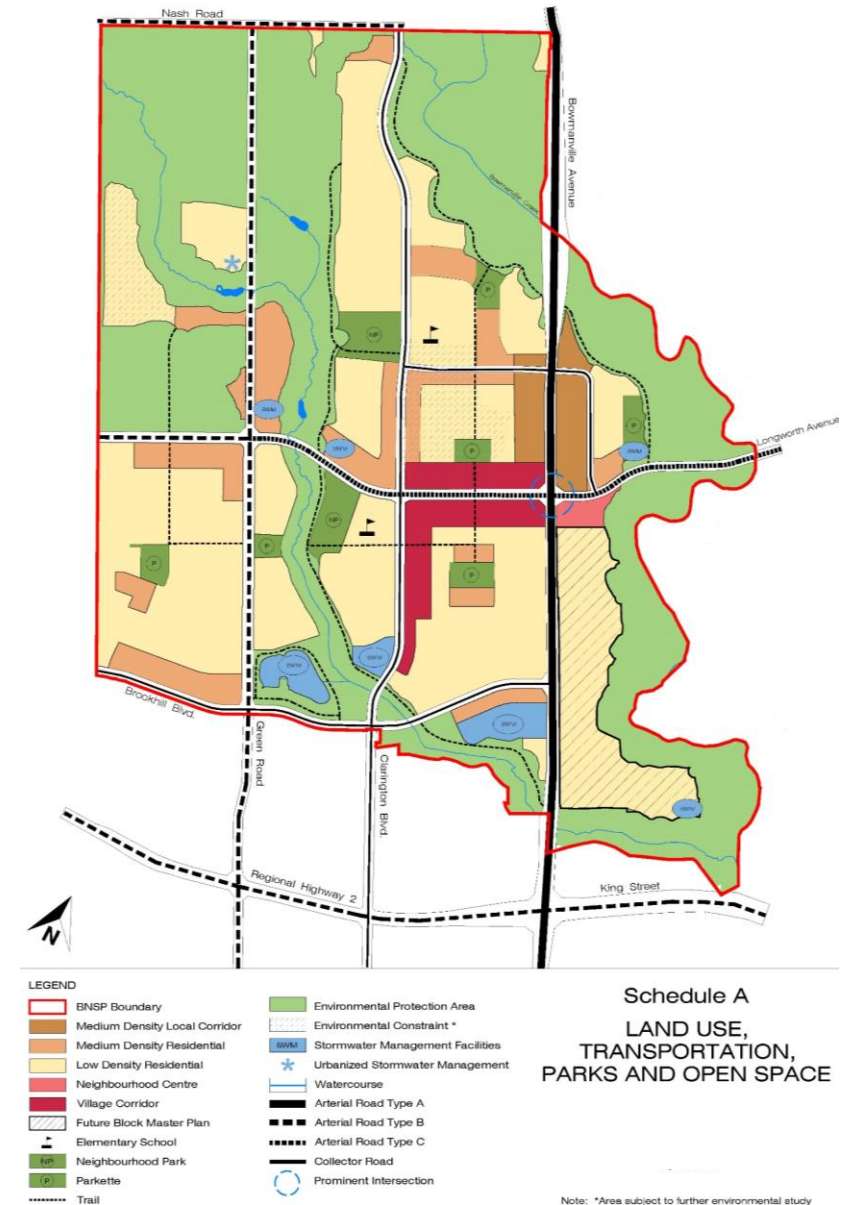 Nash Road
Bowmanville Avenue
Bowmanville Creek
P
NP
SWM
SWM
P
P
SWM
Longworth Avenue
NP
P
P
P
SWM
SWM
SWM
Brookhill Blvd.
Green Road
Clarington Blvd.
SWM
Regional Highway 2
King Street
N
LEGEND
BNSP Boundary
Medium Density Local Corridor
Medium Density Residential
Low Density Residential
Neighbourhood Centre
Village Corridor
Future Block Master Plan
Elementary School
NP Neighbourhood Park
P Parkette
Trail
Environmental Protection Area
Environmental Constraint *
SWM Stormwater Management Facilities
Urbanized Stormwater Management
Watercourse
Arterial Road Type A
Arterial Road Type B
Arterial Road Type C
Collector Road
Prominent Intersection
Schedule A
LAND USE,
TRANSPORTATION,
PARKS AND OPEN SPACE
Note: *Area subject to further environmental study